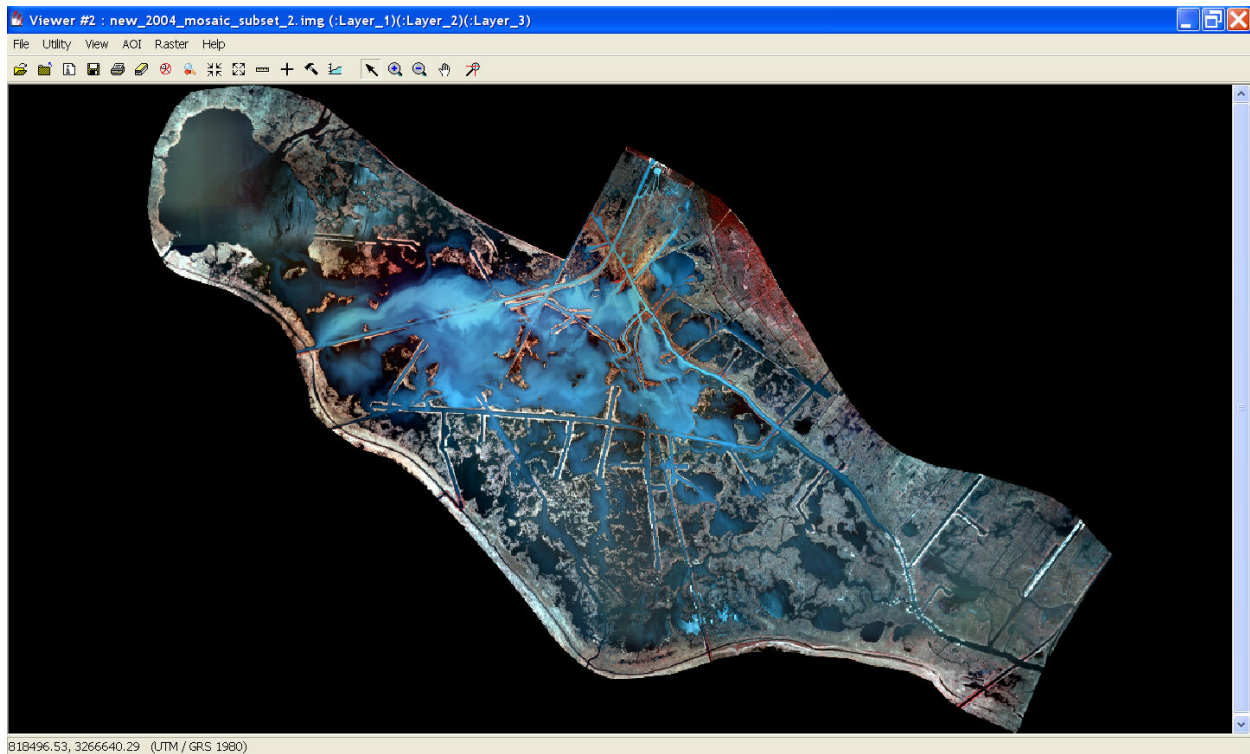 Viewer #2 : new_2004_mosaic_subset_2.img (:Layer_1)(:Layer_2)(:Layer_3)
File Utility View AOI Raster Help
818496.53, 3266640.29 (UTM / GRS 1980)